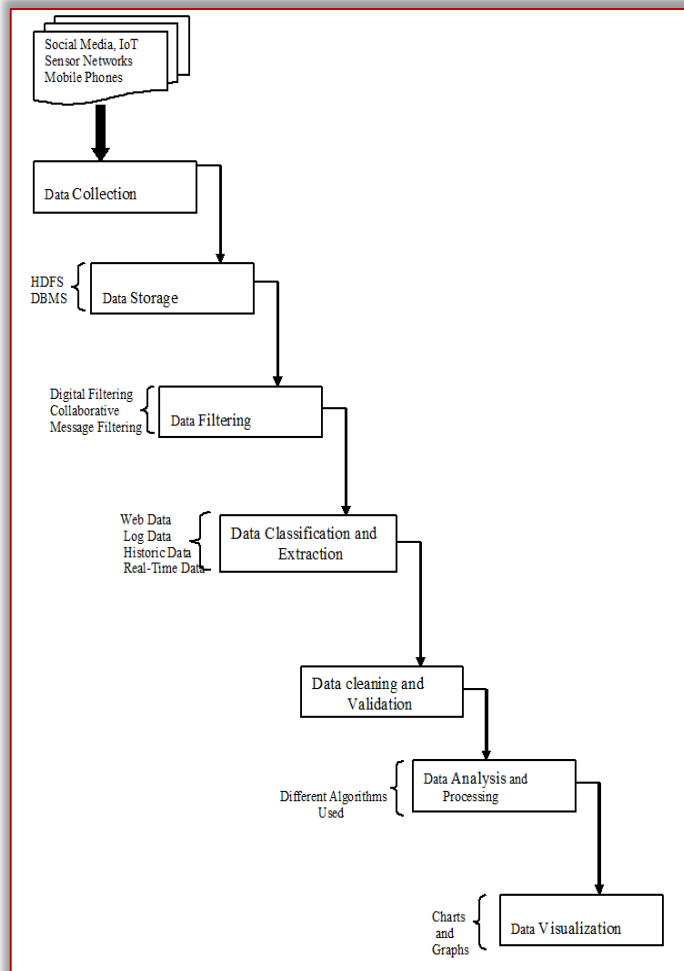 Social Media, IoT
Sensor Networks
Mobile Phones
Data Collection
HDFS
DBMS
Data Storage
Digital Filtering
Collaborative
Message Filtering
Data Filtering
Web Data
Log Data
Historic Data
Real-Time Data
Data Classification and
Extraction
Data cleaning and
Validation
Different Algorithms
Used
Data Analysis and
Processing
Charts
and
Graphs
Data Visualization